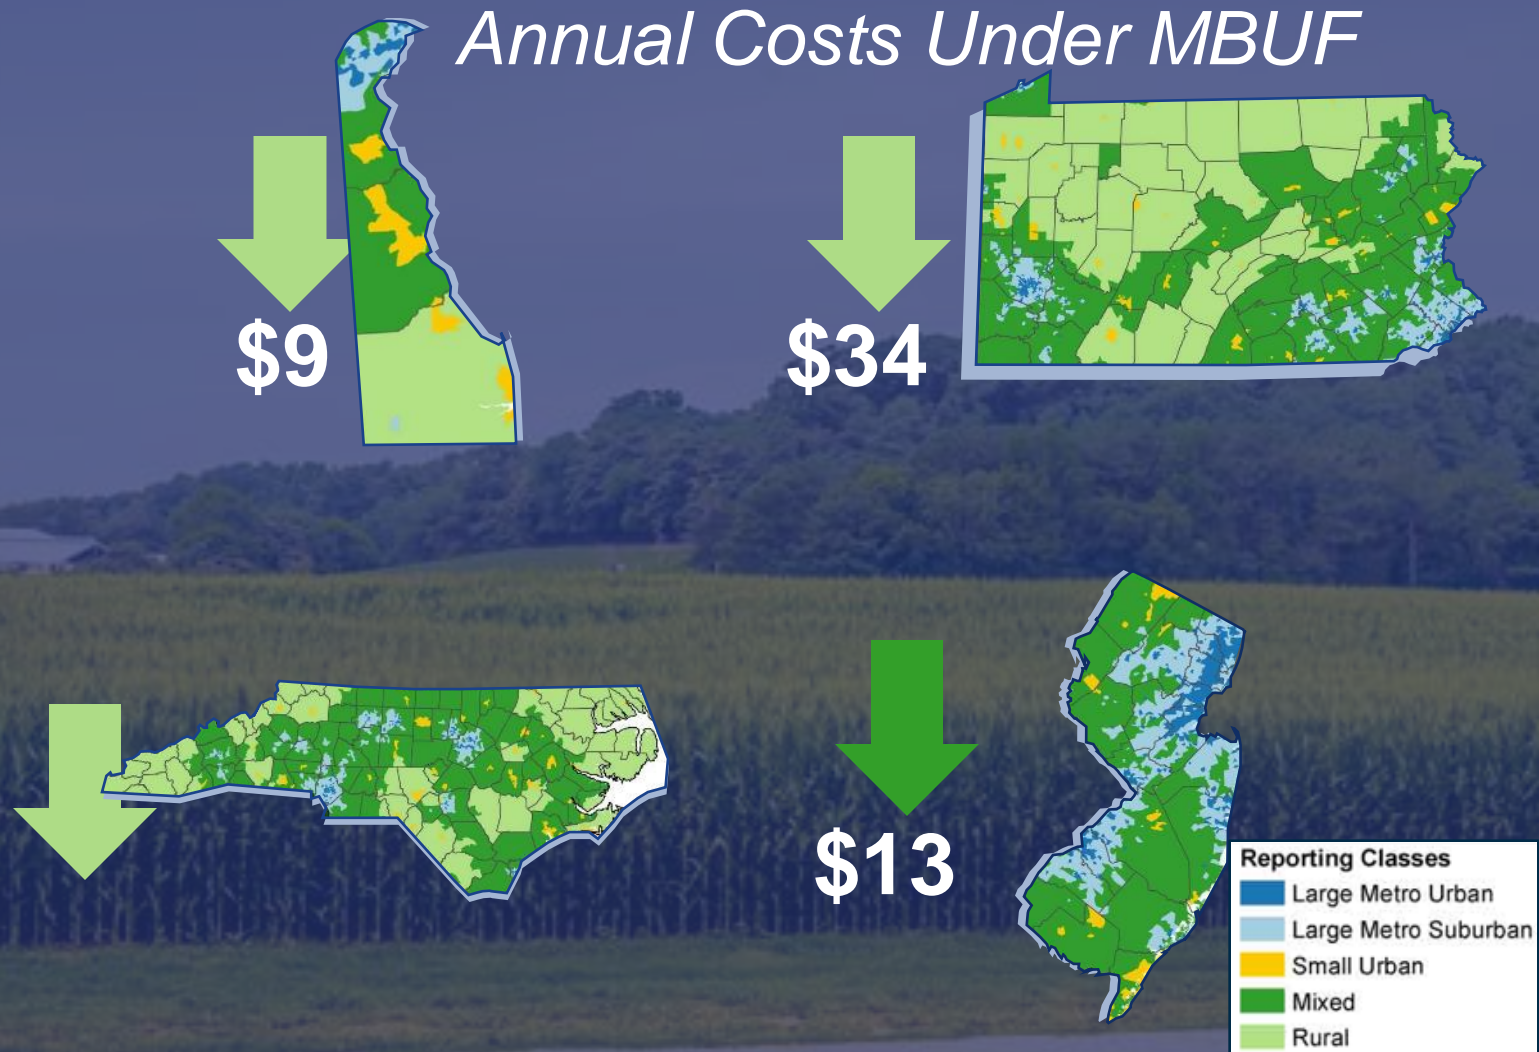 Annual Costs Under MBUF
$9
$34
$13
Reporting Classes
Large Metro Urban
Large Metro Suburban
Small Urban
Mixed
Rural